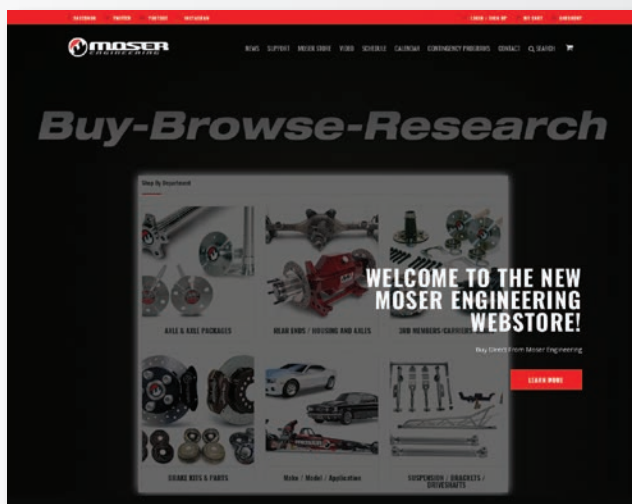 FACEBOOK TWITTER YOUTUBE INSTAGRAM
LOGIN / SIGN UP MY CART CHECKOUT
MOSER
ENGINEERING
NEWS SUPPORT MOSER STORE VIDEO SCHEDULE CALENDAR CONTINGENCY PROGRAMS CONTACT SEARCH
Buy-Browse-Research
Shop By Department
AXLE & AXLE PACKAGES
REAR ENDS / HOUSING AND AXLES
3RD MEMBERS/CARRIERS
WELCOME TO THE NEW
MOSER ENGINEERING
WEBSTORE!
Buy Direct From Moser Engineering
LEARN MORE
BRAKE KITS & PARTS
Make / Model / Application
SUSPENSION / BRACKETS /
DRIVESHAFTS